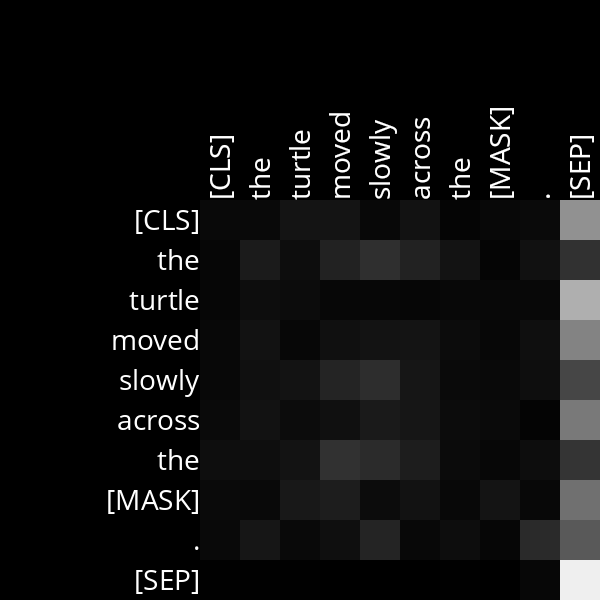 [CLS] the turtle moved slowly across the [MASK] . [SEP]
[CLS]
the
turtle
moved
slowly
across
the
[MASK]
.
[SEP]